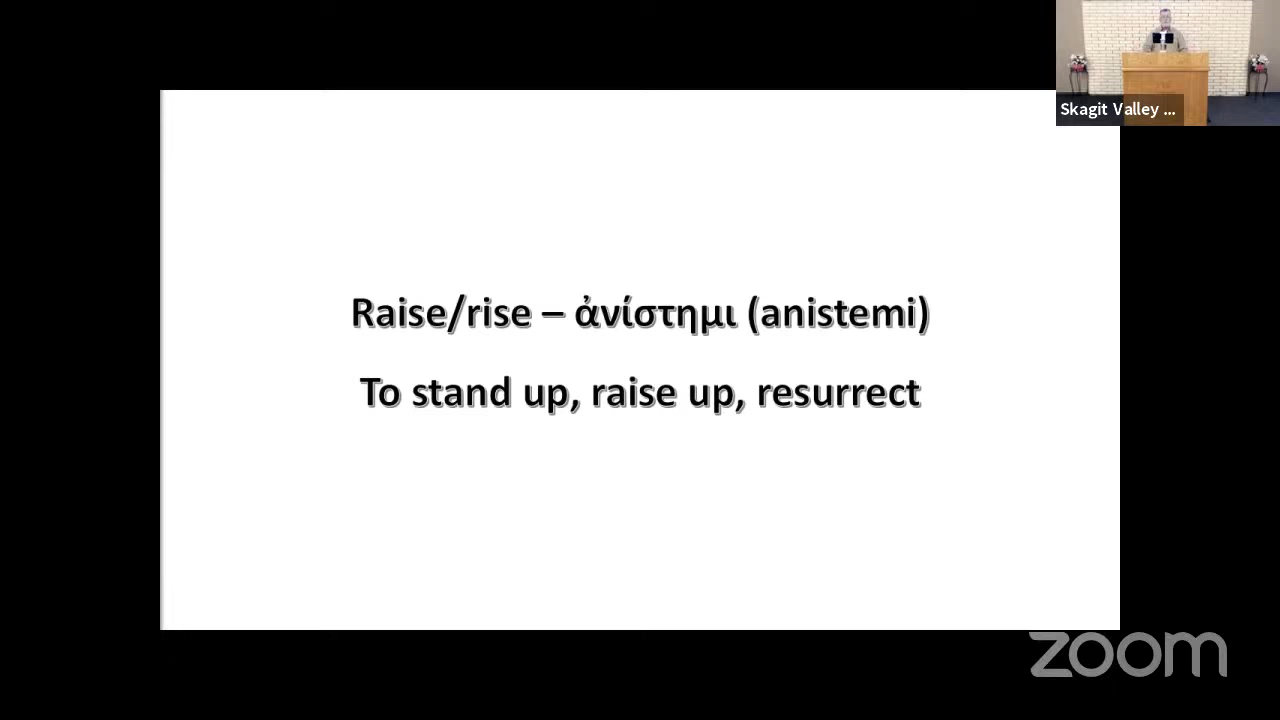 Skagit Valley ...
Raise/rise – ἀνίστημι (anistemi)
To stand up, raise up, resurrect
zoom